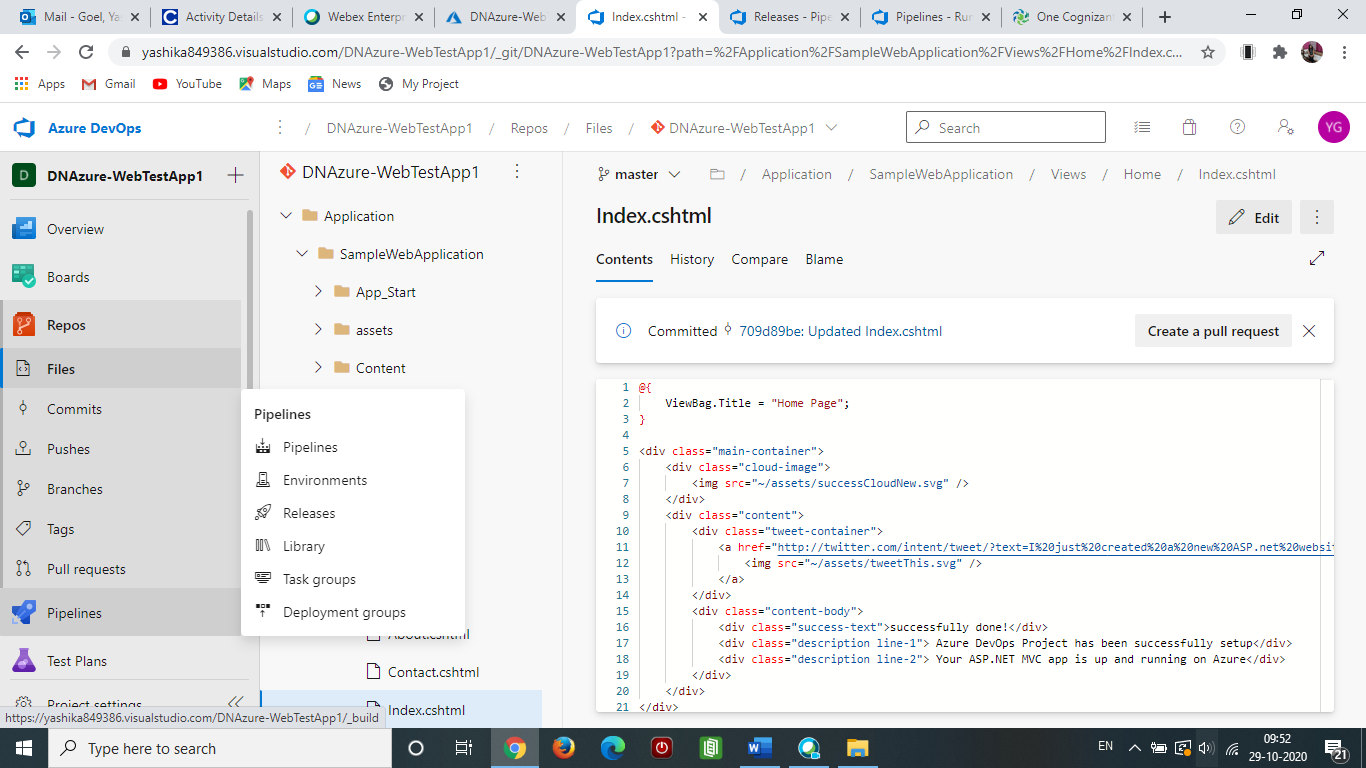 Mail - Goel, Ya
Activity Details
Webex Enterpr
DNAzure-Web
Index.cshtml -
Releases - Pipe
Pipelines - Run
One Cognizan
yashika849386.visualstudio.com/DNAzure-WebTestApp1/_git/DNAzure-WebTestApp1?path=%2FApplication%2FSampleWebApplication%2FViews%2FHome%2FIndex.c...
Apps
Gmail
YouTube
Maps
News
My Project
Azure DevOps
/ DNAzure-WebTestApp1 / Repos / Files / DNAzure-WebTestApp1
Search
YG
D DNAzure-WebTestApp1
Overview
Boards
Repos
Files
Commits
Pushes
Branches
Tags
Pull requests
Pipelines
Test Plans
Project settings
https://yashika849386.visualstudio.com/DNAzure-WebTestApp1/_build
Pipelines
Pipelines
Environments
Releases
Library
Task groups
Deployment groups
DNAzure-WebTestApp1
Application
SampleWebApplication
App_Start
assets
Content
About.cshtml
Contact.cshtml
Index.cshtml
master / Application / SampleWebApplication / Views / Home / Index.cshtml
Index.cshtml
Edit
Contents History Compare Blame
Committed 709d89be: Updated Index.cshtml
Create a pull request
1 @{
2 ViewBag.Title = "Home Page";
3 }
4
5 <div class="main-container">
6 <div class="cloud-image">
7 <img src="~/assets/successCloudNew.svg" />
8 </div>
9 <div class="content">
10 <div class="tweet-container">
11 <a href="http://twitter.com/intent/tweet/?text=I%20just%20created%20a%20new%20ASP.net%20websit
12 <img src="~/assets/tweetThis.svg" />
13 </a>
14 </div>
15 <div class="content-body">
16 <div class="success-text">successfully done!</div>
17 <div class="description line-1"> Azure DevOps Project has been successfully setup</div>
18 <div class="description line-2"> Your ASP.NET MVC app is up and running on Azure</div>
19 </div>
20 </div>
21 </div>
Type here to search
EN
09:52
29-10-2020
21